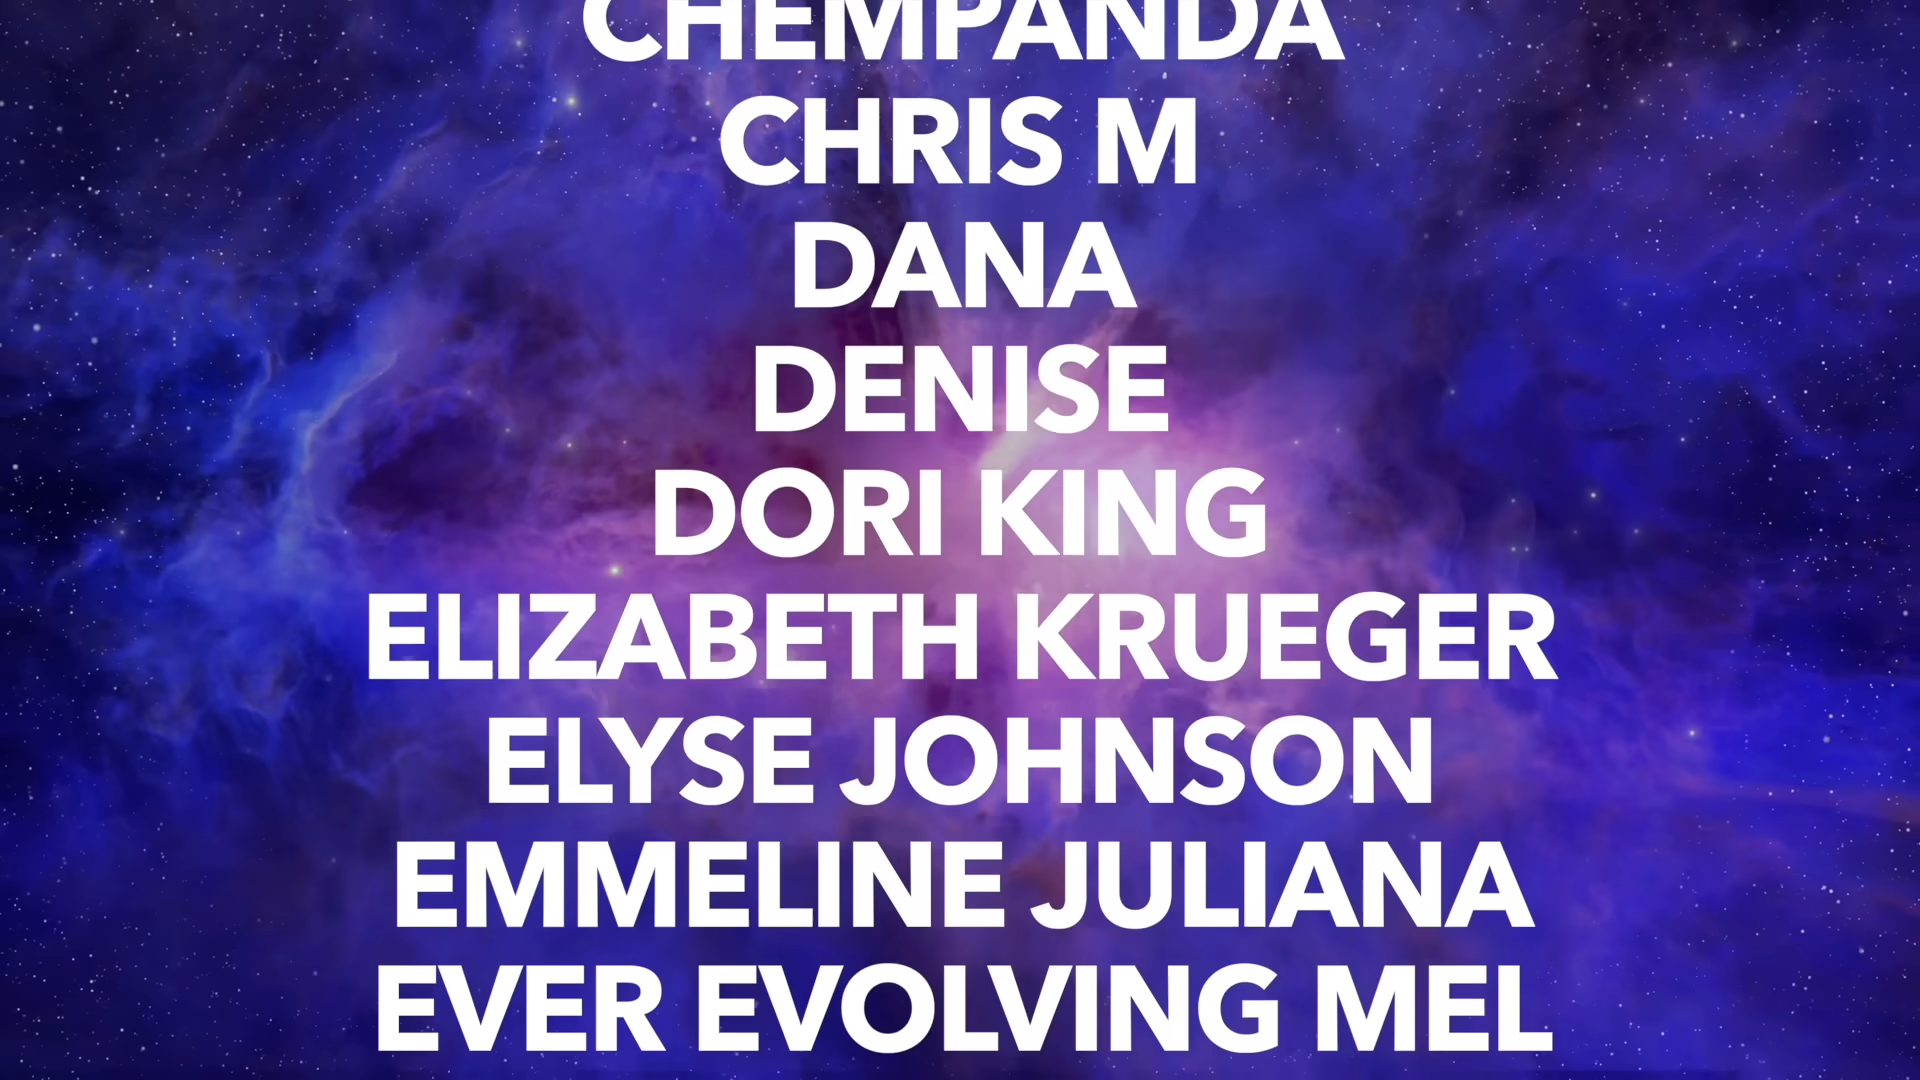 CHEMPANDA
CHRIS M
DANA
DENISE
DORI KING
ELIZABETH KRUEGER
ELYSE JOHNSON
EMMELINE JULIANA
EVER EVOLVING MEL